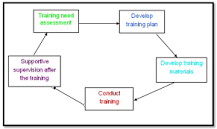 Training need
assessment
Develop
training plan
Develop training
materials
Conduct
training
Supportive
supervision after
the training